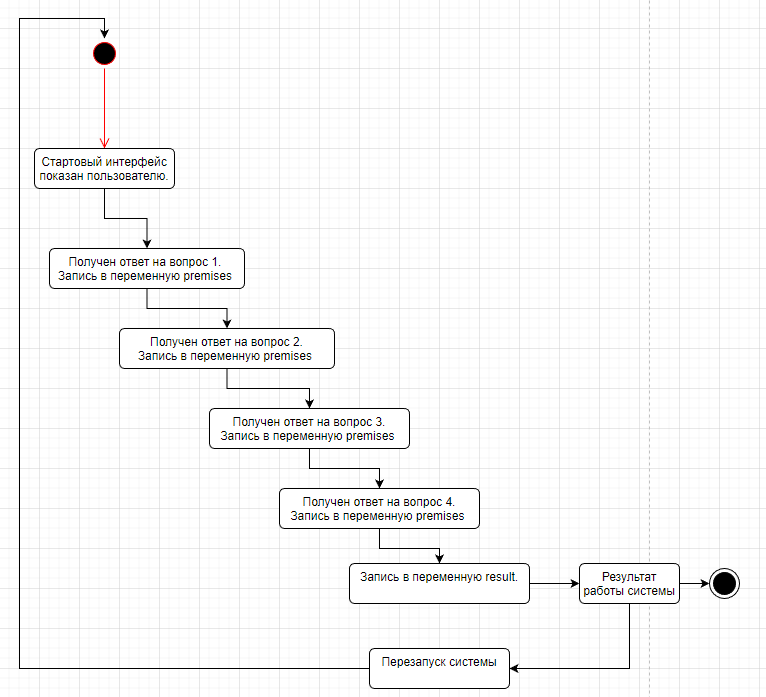 Стартовый интерфейс
показан пользователю.
Получен ответ на вопрос 1.
Запись в переменную premises
Получен ответ на вопрос 2.
Запись в переменную premises
Получен ответ на вопрос 3.
Запись в переменную premises
Получен ответ на вопрос 4.
Запись в переменную premises
Запись в переменную result.
Результат
работы системы
Перезапуск системы